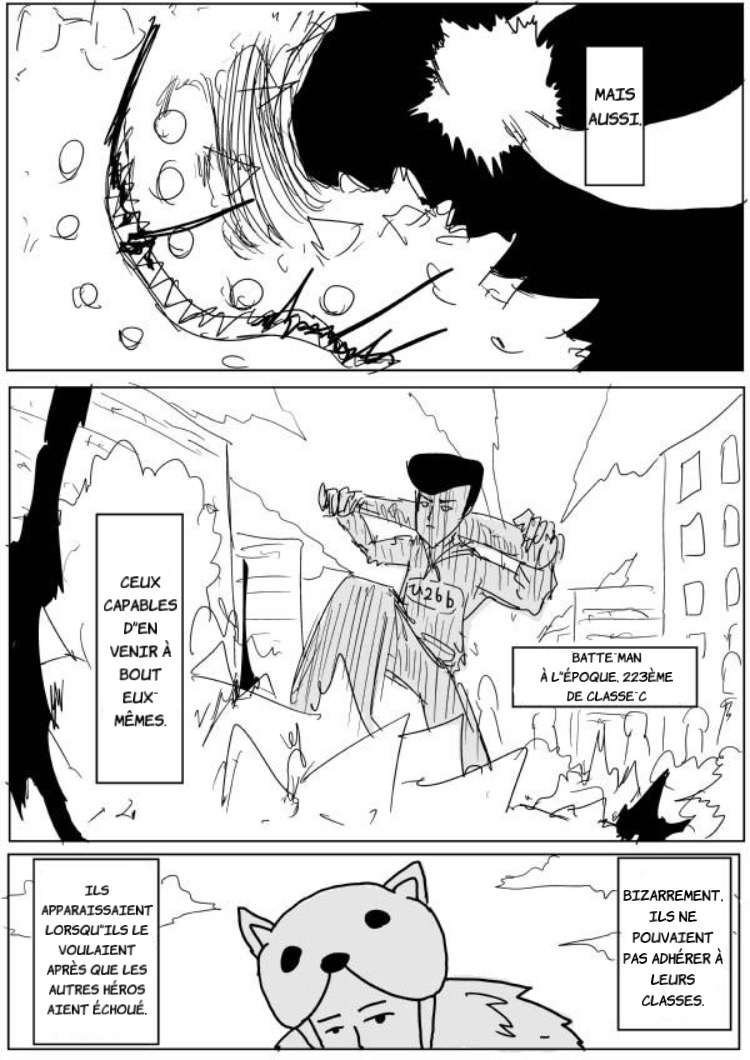 MAIS
AUSSI.
CEUX
CAPABLES
D"EN
VENIR À
BOUT
EUX-
MÊMES.
U26b
BATTE-MAN
À L"ÉPOQUE, 223ÈME
DE CLASSE-C
BIZARREMENT,
ILS NE
POUVAIENT
PAS ADHÉRER À
LEURS
CLASSES.
ILS
APPARAISSAIENT
LORSQU"ILS LE
VOULAIENT
APRÈS QUE LES
AUTRES HÉROS
AIENT ÉCHOUÉ.